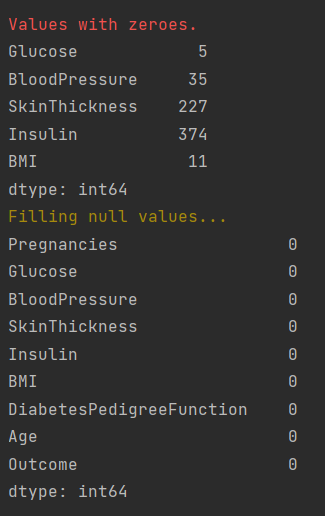 Values with zeroes.
Glucose 5
BloodPressure 35
SkinThickness 227
Insulin 374
BMI 11
dtype: int64
Filling null values...
Pregnancies 0
Glucose 0
BloodPressure 0
SkinThickness 0
Insulin 0
BMI 0
DiabetesPedigreeFunction 0
Age 0
Outcome 0
dtype: int64